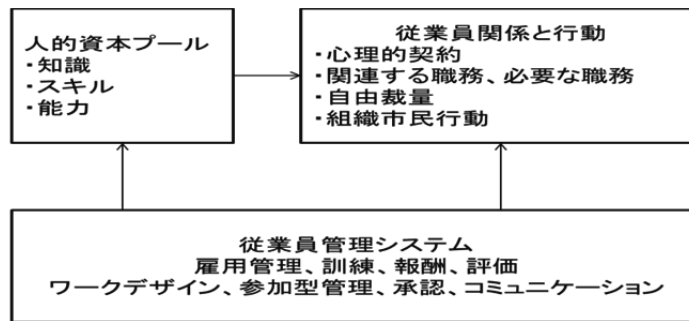 人的資本プール
・知識
・スキル
・能力
従業員関係と行動
・心理的契約
・関連する職務、必要な職務
・自由裁量
・組織市民行動
従業員管理システム
雇用管理、訓練、報酬、評価
ワークデザイン、参加型管理、承認、コミュニケーション